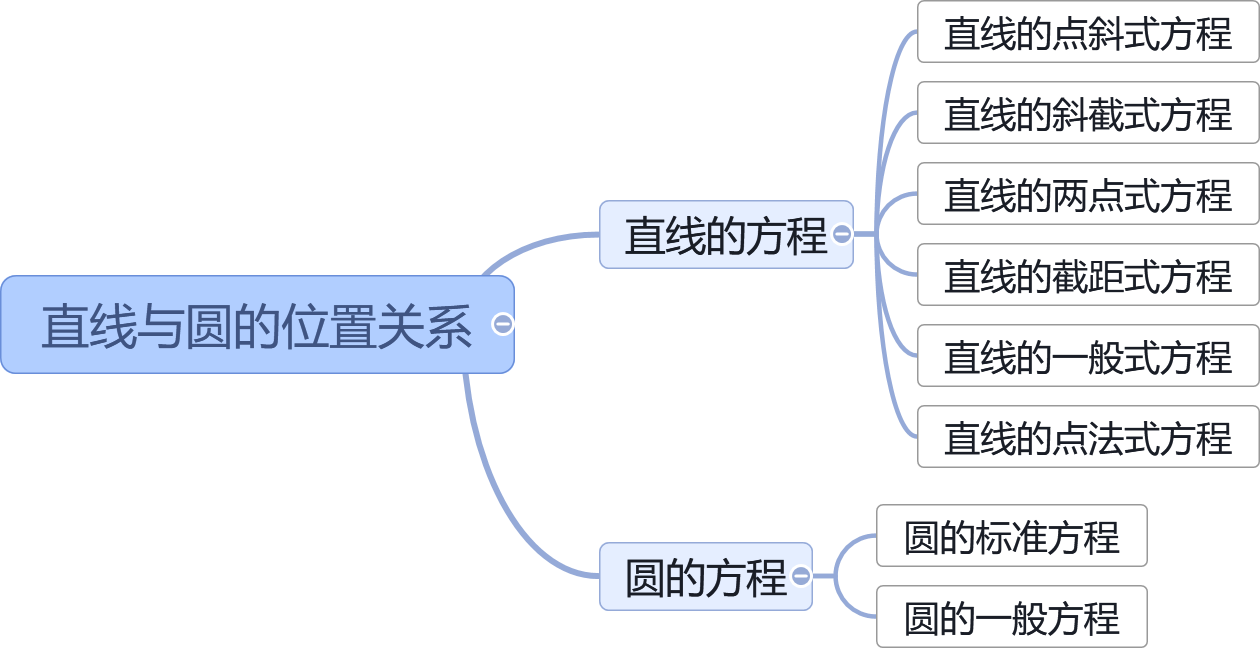 直线与圆的位置关系
直线的方程
直线的点斜式方程
直线的斜截式方程
直线的两点式方程
直线的截距式方程
直线的一般式方程
直线的点法式方程
圆的方程
圆的标准方程
圆的一般方程